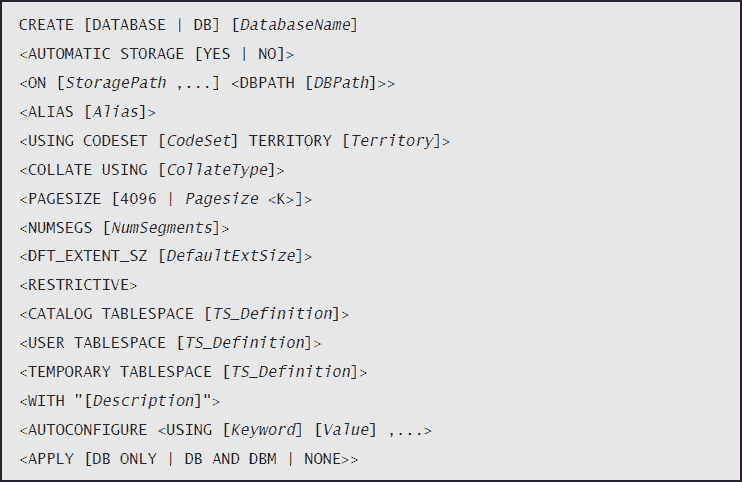 CREATE [DATABASE | DB] [DatabaseName]
<AUTOMATIC STORAGE [YES | NO]>
<ON [StoragePath ,...] <DBPATH [DBPath]>>
<ALIAS [Alias]>
<USING CODESET [CodeSet] TERRITORY [Territory]>
<COLLATE USING [CollateType]>
<PAGESIZE [4096 | Pagesize <K>]>
<NUMSEGS [NumSegments]>
<DFT_EXTENT_SZ [DefaultExtSize]>
<RESTRICTIVE>
<CATALOG TABLESPACE [TS_Definition]>
<USER TABLESPACE [TS_Definition]>
<TEMPORARY TABLESPACE [TS_Definition]>
<WITH "[Description]">
<AUTOCONFIGURE <USING [Keyword] [Value] ,...>
<APPLY [DB ONLY | DB AND DBM | NONE>>